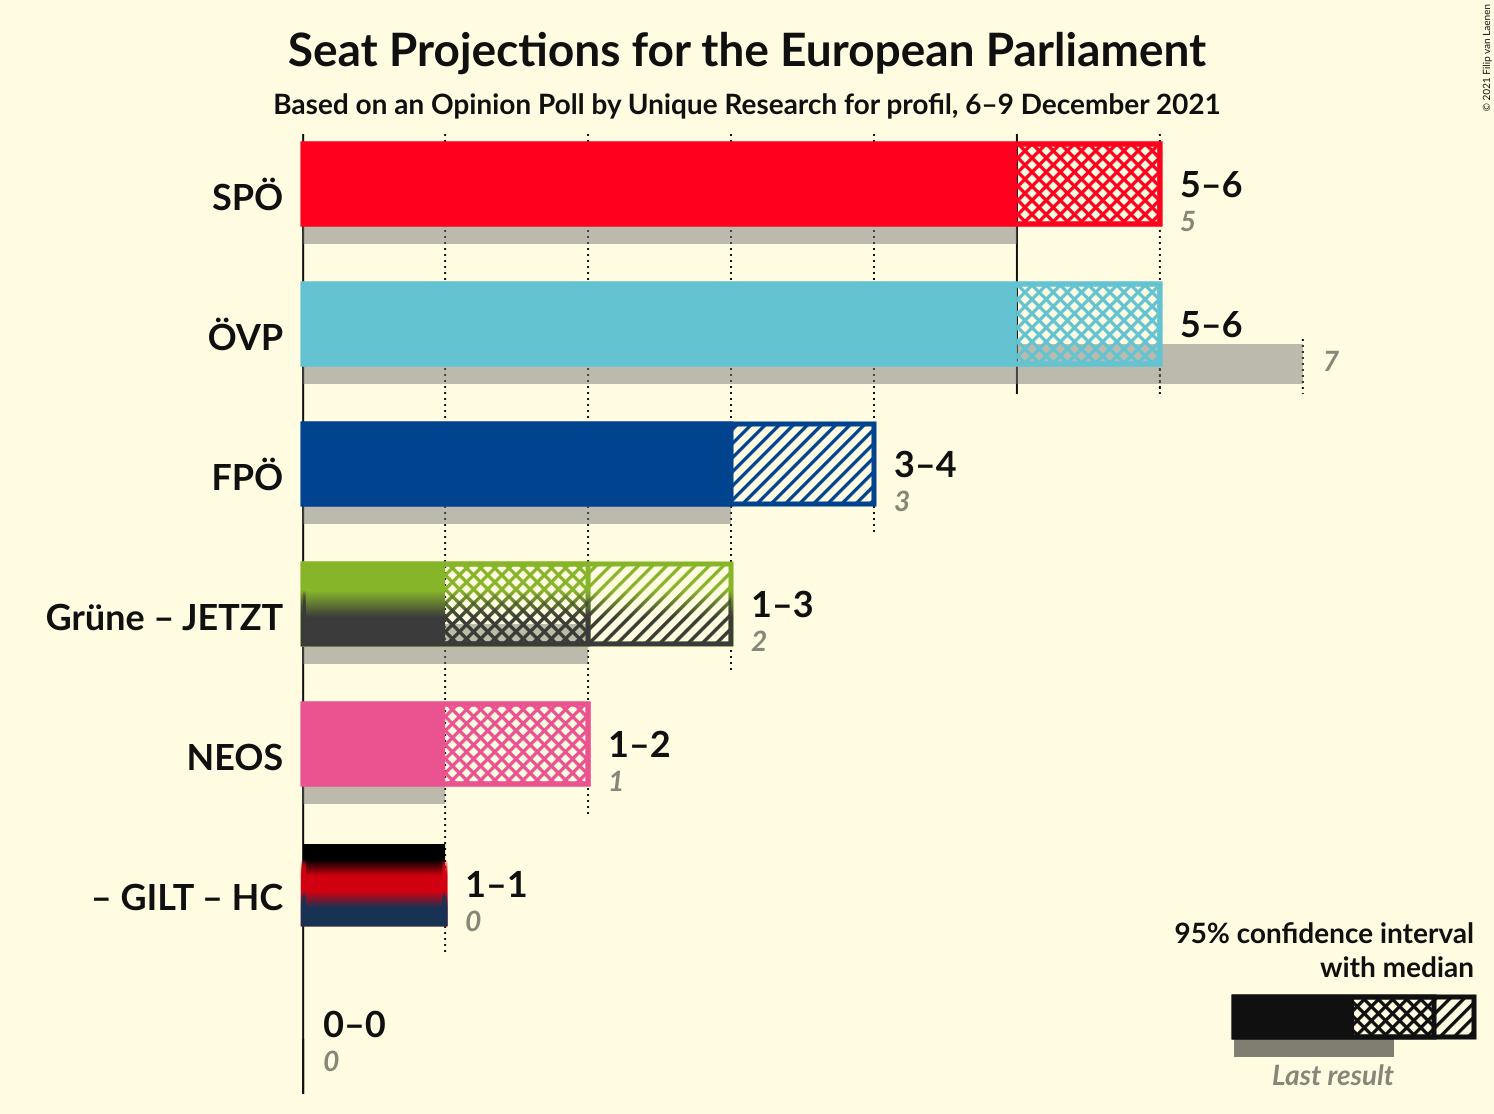 Seat Projections for the European Parliament
Based on an Opinion Poll by Unique Research for profil, 6–9 December 2021
© 2021 Filip van Laenen
SPÖ
5–6
5
ÖVP
5–6
7
FPÖ
3–4
3
Grüne – JETZT
1–3
2
NEOS
1–2
1
– GILT – HC
1–1
0
0–0
0
95% confidence interval
with median
Last result